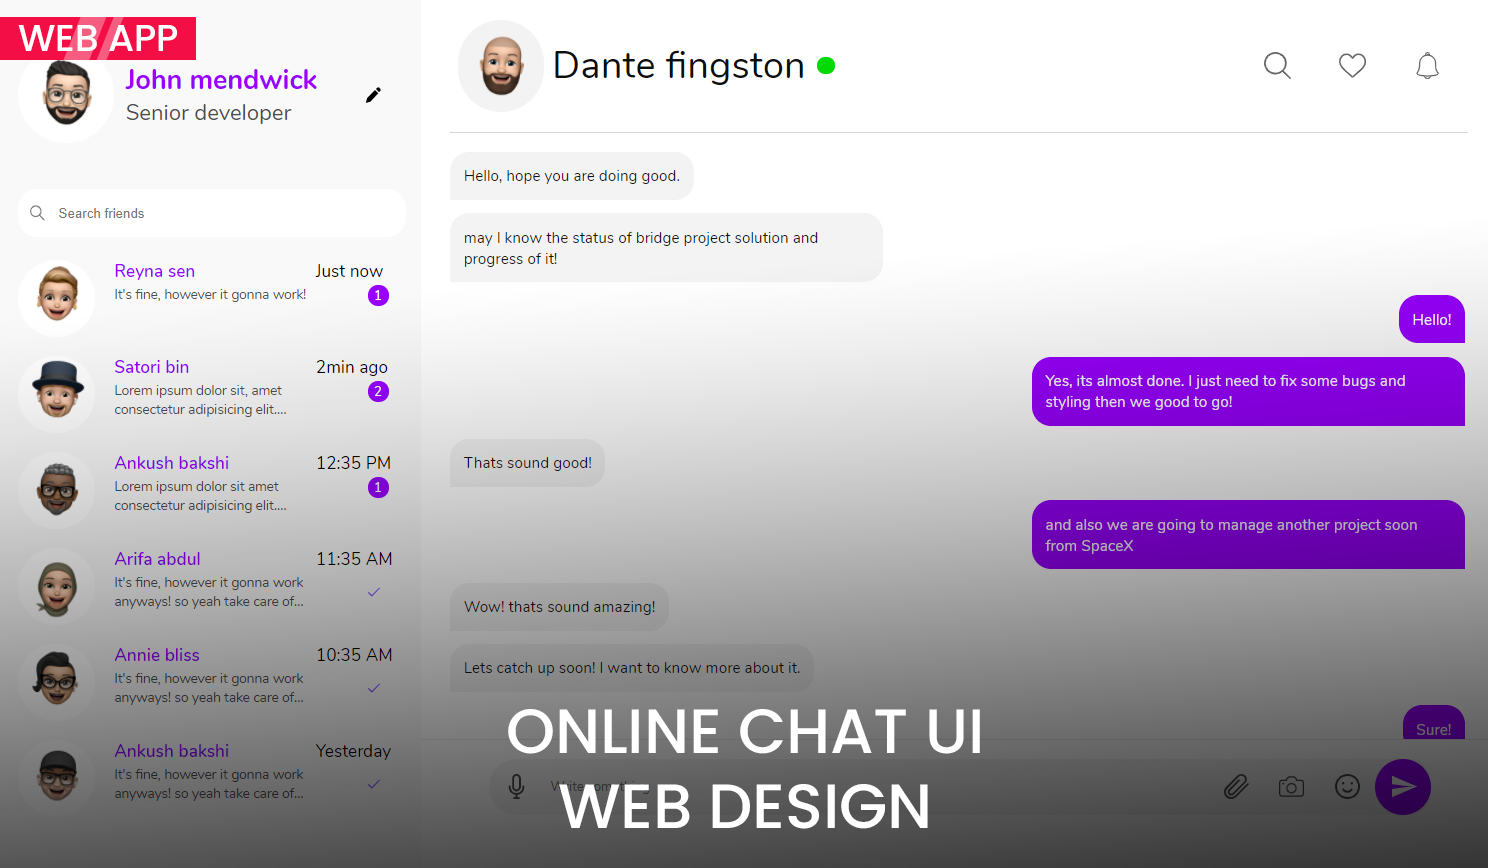 WEB APP
John mendwick
Senior developer
Search friends
Reyna sen
Just now
It's fine, however it gonna work!
1
Satori bin
2min ago
Lorem ipsum dolor sit, amet
2
consectetur adipisicing elit....
Ankush bakshi
12:35 PM
Lorem ipsum dolor sit amet
1
consectetur adipisicing elit....
Arifa abdul
11:35 AM
It's fine, however it gonna work
anyways! so yeah take care of...
Annie bliss
10:35 AM
It's fine, however it gonna work
anyways! so yeah take care of...
Ankush bakshi
Yesterday
It's fine, however it gonna work
anyways! so yeah take care of...
Dante fingston
Hello, hope you are doing good.
may I know the status of bridge project solution and
progress of it!
Hello!
Yes, its almost done. I just need to fix some bugs and
styling then we good to go!
Thats sound good!
and also we are going to manage another project soon
from SpaceX
Wow! thats sound amazing!
Lets catch up soon! I want to know more about it.
Sure!
Write something
ONLINE CHAT UI
WEB DESIGN